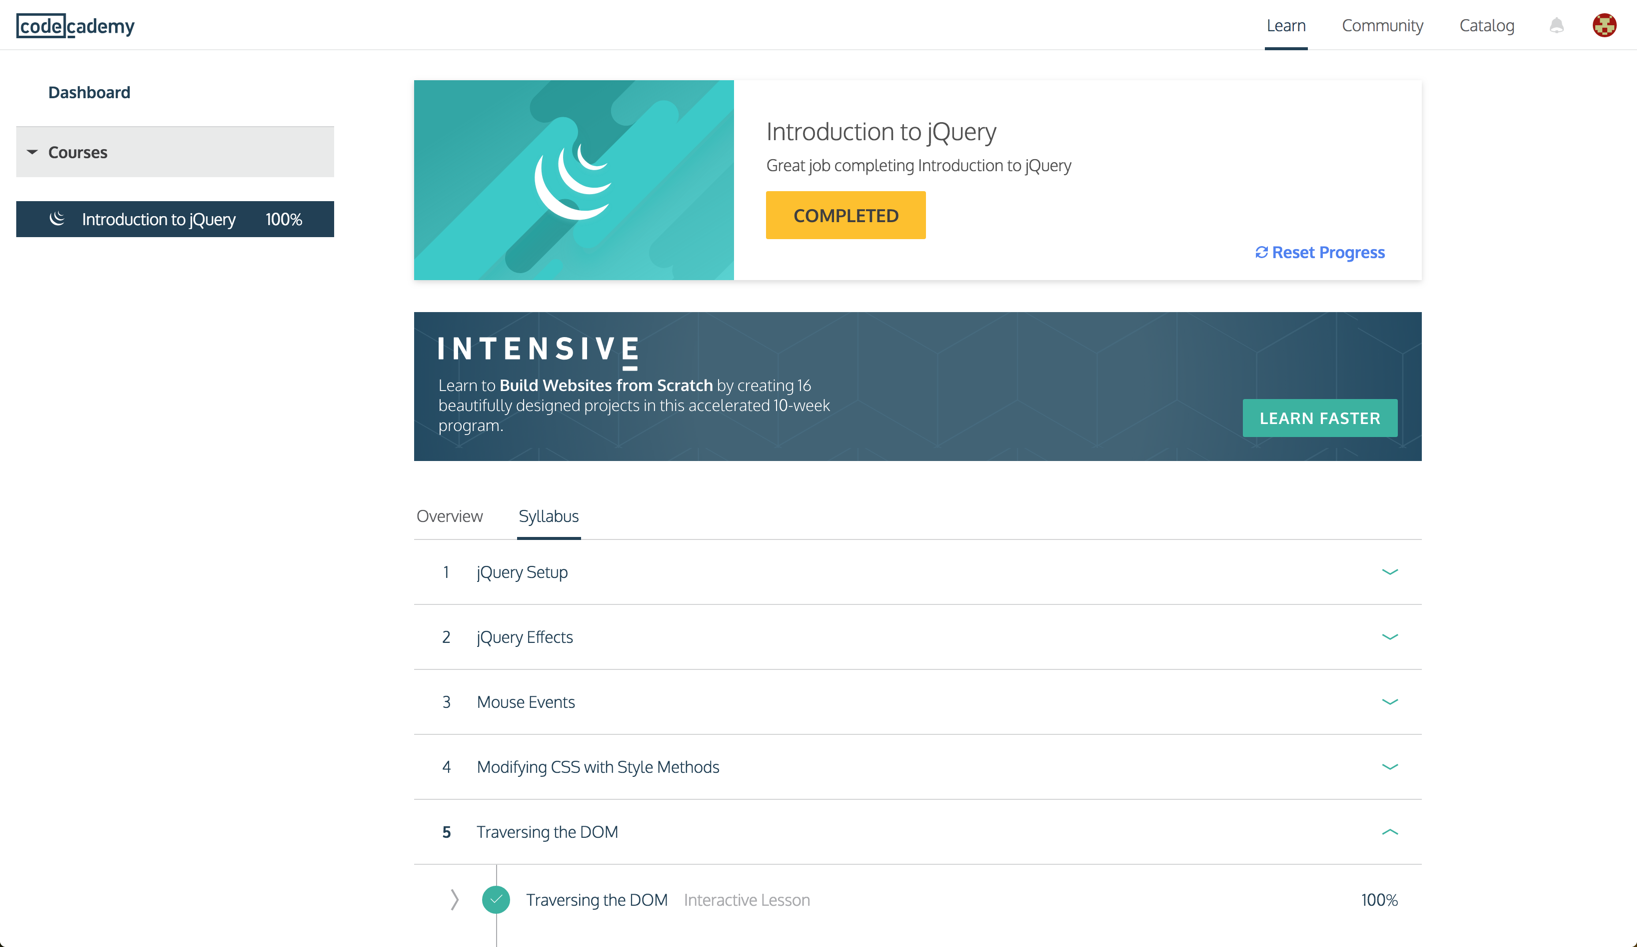 codecademy
Learn
Community
Catalog
Dashboard
Courses
Introduction to jQuery 100%
Introduction to jQuery
Great job completing Introduction to jQuery
COMPLETED
Reset Progress
INTENSIVE
Learn to Build Websites from Scratch by creating 16
beautifully designed projects in this accelerated 10-week
program.
LEARN FASTER
Overview
Syllabus
1 jQuery Setup
2 jQuery Effects
3 Mouse Events
4 Modifying CSS with Style Methods
5 Traversing the DOM
Traversing the DOM Interactive Lesson 100%